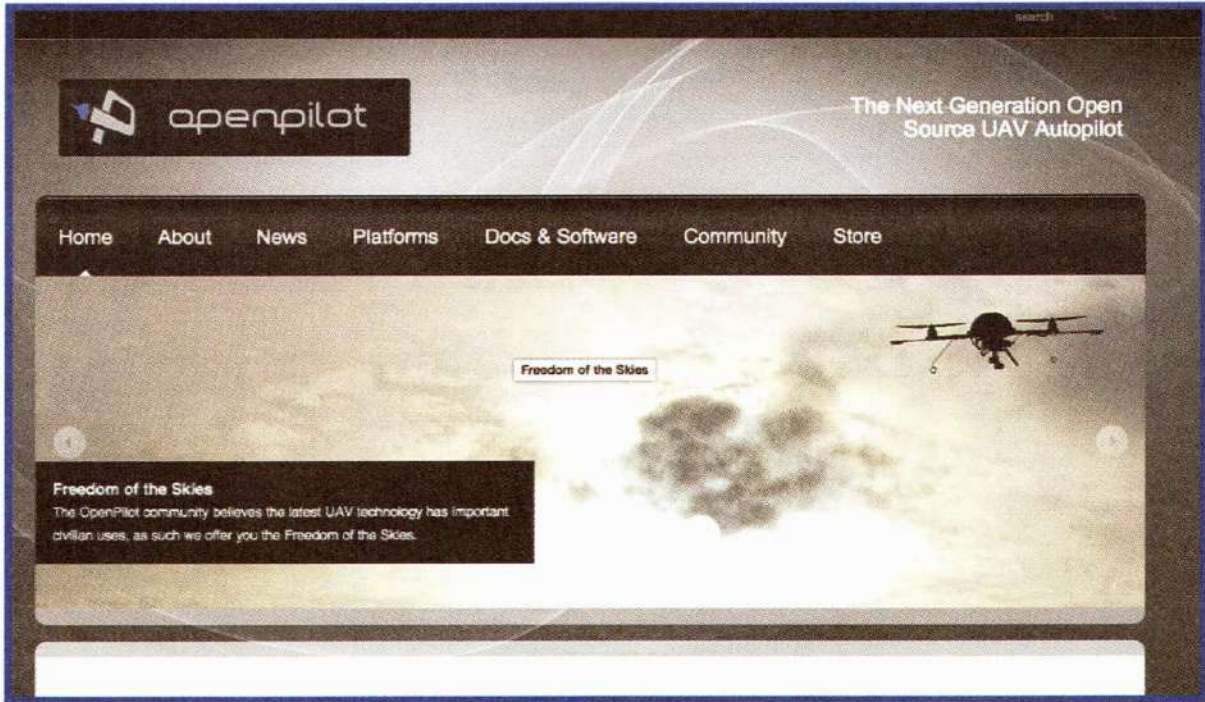 search
openpilot
The Next Generation Open
Source UAV Autopilot
Home About News Platforms Docs & Software Community Store
Freedom of the Skies
Freedom of the Skies
The OpenPilot community believes the latest UAV technology has important
civilian uses, as such we offer you the Freedom of the Skies.